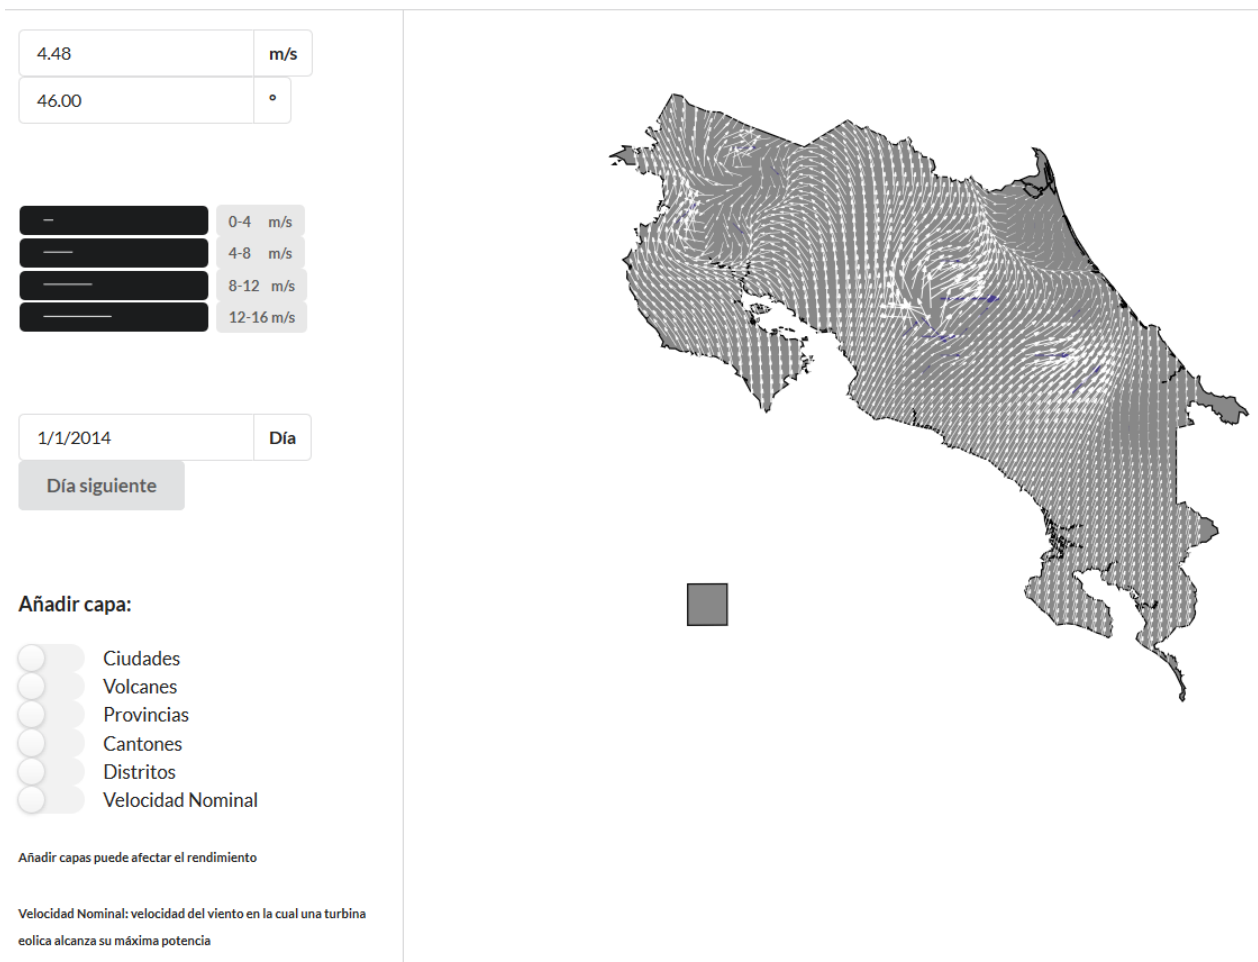 4.48 m/s
46.00 °
0-4 m/s
4-8 m/s
8-12 m/s
12-16 m/s
1/1/2014 Día
Día siguiente
Añadir capa:
Ciudades
Volcanes
Provincias
Cantones
Distritos
Velocidad Nominal
Añadir capas puede afectar el rendimiento
Velocidad Nominal: velocidad del viento en la cual una turbina
eolica alcanza su máxima potencia